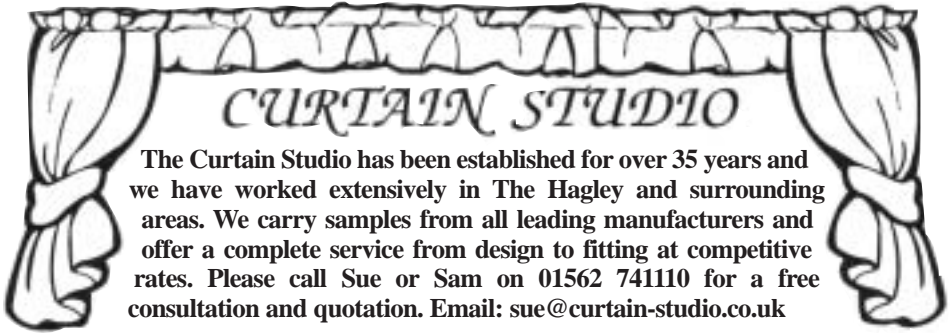 CURTAIN STUDIO
The Curtain Studio has been established for over 35 years and
we have worked extensively in The Hagley and surrounding
areas. We carry samples from all leading manufacturers and
offer a complete service from design to fitting at competitive
rates. Please call Sue or Sam on 01562 741110 for a free
consultation and quotation. Email: sue@curtain-studio.co.uk